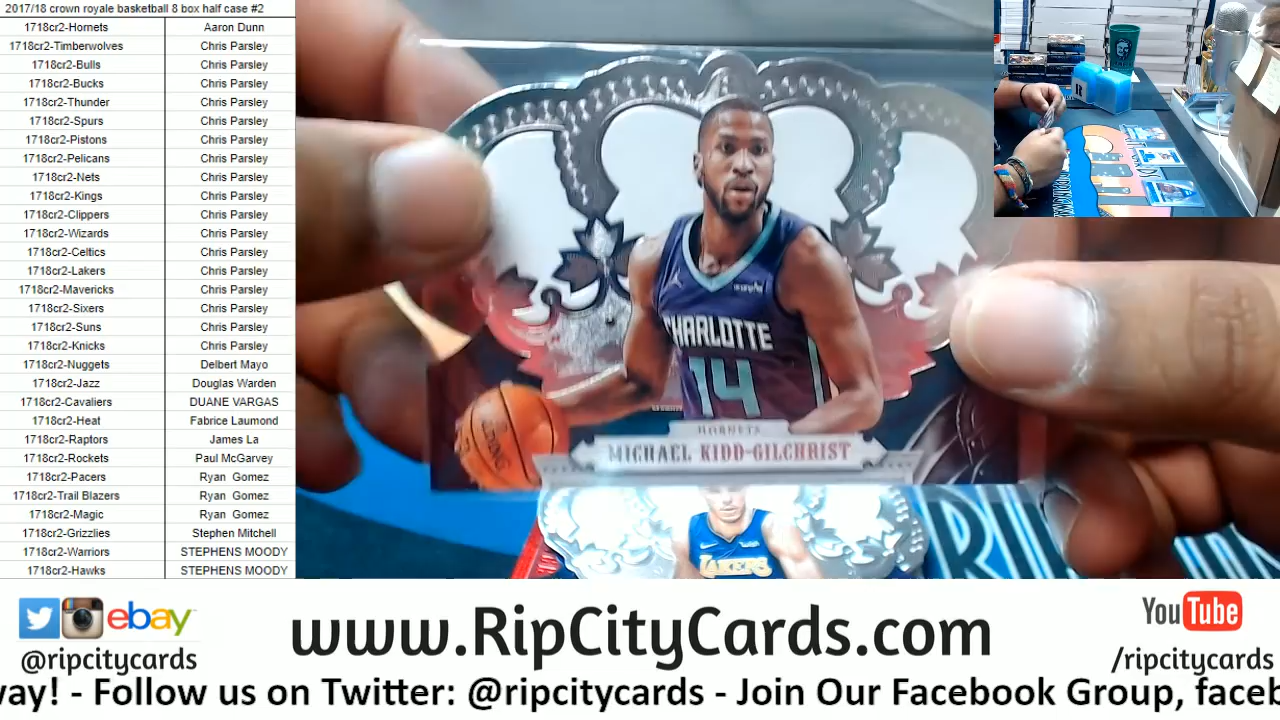 2017/18 crown royale basketball 8 box half case #2
1718cr2-Hornets Aaron Dunn
1718cr2-Timberwolves Chris Parsley
1718cr2-Bulls Chris Parsley
1718cr2-Bucks Chris Parsley
1718cr2-Thunder Chris Parsley
1718cr2-Spurs Chris Parsley
1718cr2-Pistons Chris Parsley
1718cr2-Pelicans Chris Parsley
1718cr2-Nets Chris Parsley
1718cr2-Kings Chris Parsley
1718cr2-Clippers Chris Parsley
1718cr2-Wizards Chris Parsley
1718cr2-Celtics Chris Parsley
1718cr2-Lakers Chris Parsley
1718cr2-Mavericks Chris Parsley
1718cr2-Sixers Chris Parsley
1718cr2-Suns Chris Parsley
1718cr2-Knicks Chris Parsley
1718cr2-Nuggets Delbert Mayo
1718cr2-Jazz Douglas Warden
1718cr2-Cavaliers DUANE VARGAS
1718cr2-Heat Fabrice Laumond
1718cr2-Raptors James La
1718cr2-Rockets Paul McGarvey
1718cr2-Pacers Ryan Gomez
1718cr2-Trail Blazers Ryan Gomez
1718cr2-Magic Ryan Gomez
1718cr2-Grizzlies Stephen Mitchell
1718cr2-Warriors STEPHENS MOODY
1718cr2-Hawks STEPHENS MOODY
CHARLOTTE
14
SPALDING
HORNETS
MICHAEL KIDD-GILCHRIST
LAKERS
RI
ebay
@ripcitycards
www.RipCityCards.com
YouTube
/ripcitycards
way! - Follow us on Twitter: @ripcitycards - Join Our Facebook Group, faceb